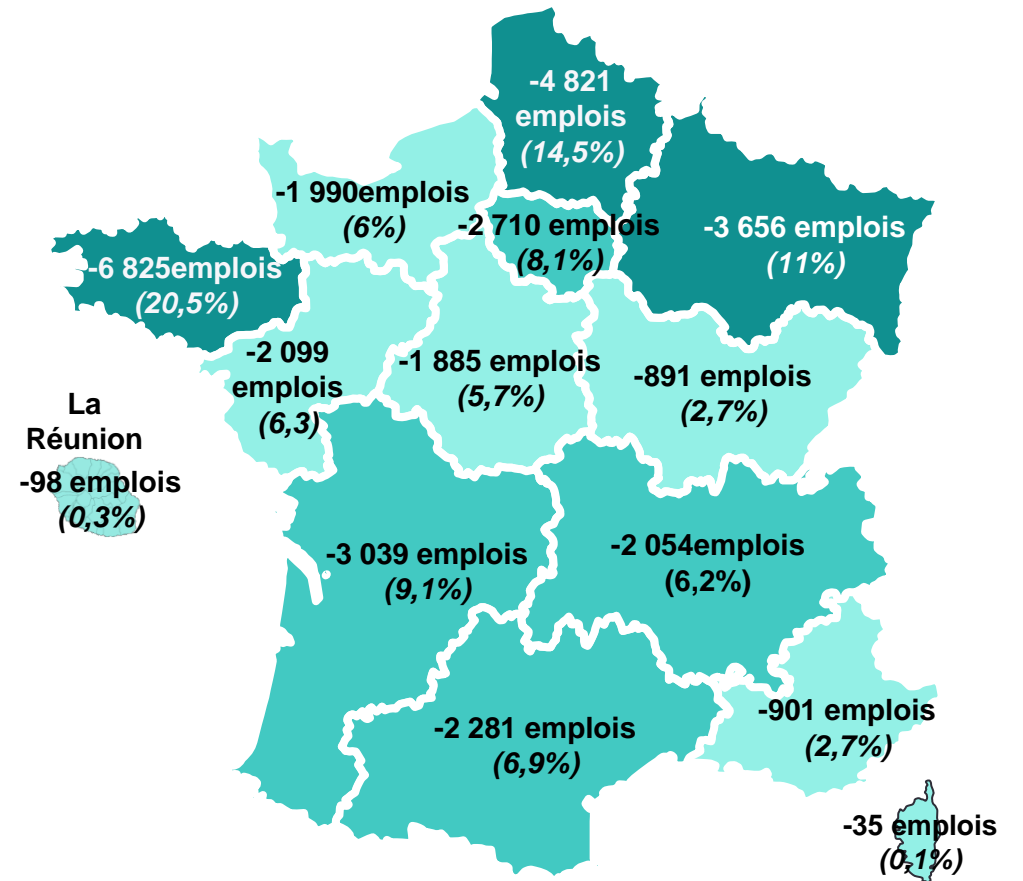 -4 821
emplois
(14,5%)
-1 990emplois
(6%)
-2 710 emplois
(8,1%)
-3 656 emplois
(11%)
-6 825emplois
(20,5%)
-2 099
emplois
(6,3)
-1 885 emplois
(5,7%)
-891 emplois
(2,7%)
La
Réunion
-98 emplois
(0,3%)
-3 039 emplois
(9,1%)
-2 054emplois
(6,2%)
-2 281 emplois
(6,9%)
-901 emplois
(2,7%)
-35 emplois
(0,1%)